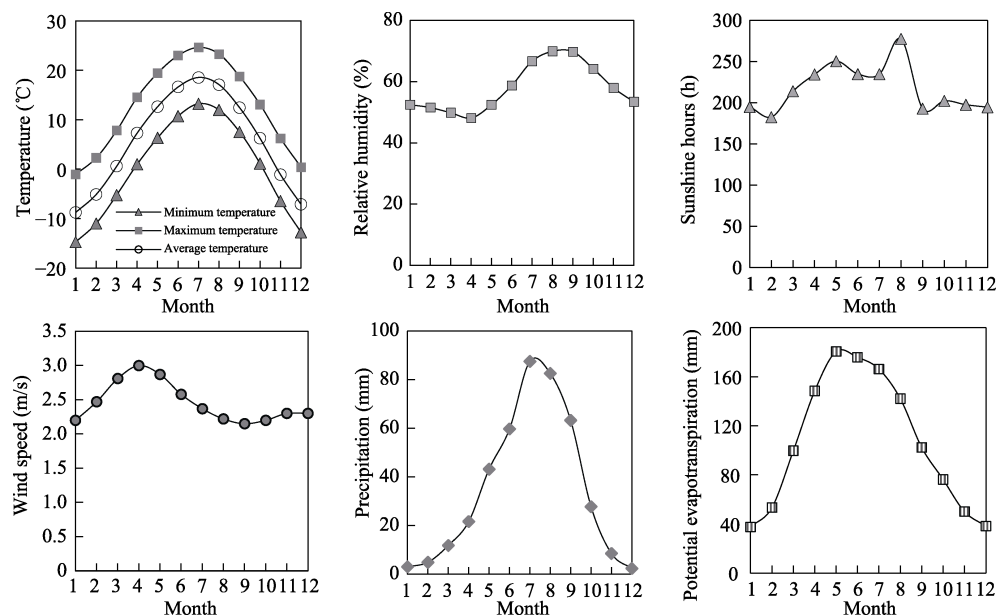 30
20
10
0
−10
−20
Temperature (℃)
Minimum temperature
Maximum temperature
Average temperature
1 2 3 4 5 6 7 8 9 10 11 12
Month
80
60
40
20
0
Relative humidity (%)
1 2 3 4 5 6 7 8 9 10 11 12
Month
300
250
200
150
100
50
0
Sunshine hours (h)
1 2 3 4 5 6 7 8 9 10 11 12
Month
3.5
3.0
2.5
2.0
1.5
1.0
0.5
0
Wind speed (m/s)
1 2 3 4 5 6 7 8 9 10 11 12
Month
100
80
60
40
20
0
Precipitation (mm)
1 2 3 4 5 6 7 8 9 10 11 12
Month
200
160
120
80
40
0
Potential evapotranspiration (mm)
1 2 3 4 5 6 7 8 9 10 11 12
Month